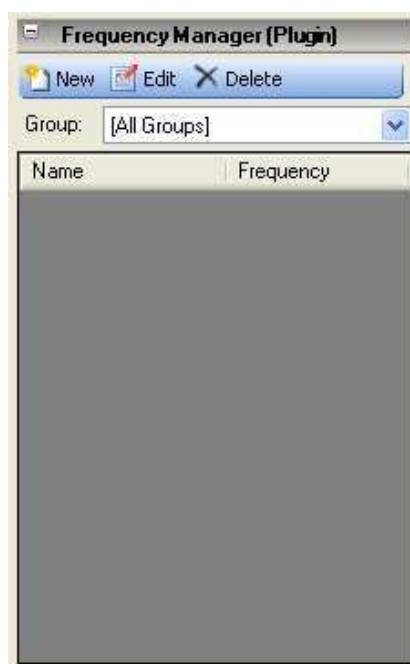 Frequency Manager (Plugin)
New Edit Delete
Group: [All Groups]
Name Frequency